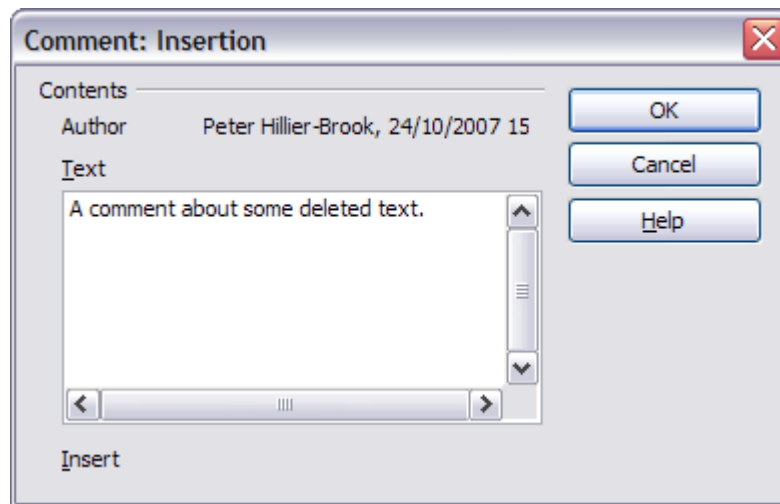 Comment: Insertion
Contents
Author Peter Hillier-Brook, 24/10/2007 15
Text
A comment about some deleted text.
Insert
OK
Cancel
Help